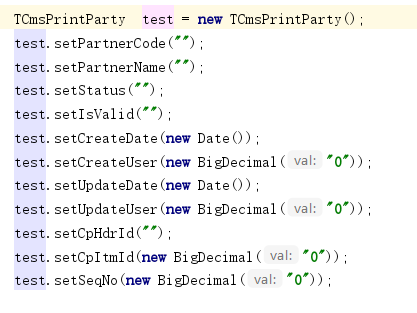 TCmsPrintParty test = new TCmsPrintParty();
test.setPartnerCode("");
test.setPartnerName("");
test.setStatus("");
test.setIsValid("");
test.setCreateDate(new Date());
test.setCreateUser(new BigDecimal( val: "0"));
test.setUpdateDate(new Date());
test.setUpdateUser(new BigDecimal( val: "0"));
test.setCpHdrId("");
test.setCpItmId(new BigDecimal( val: "0"));
test.setSeqNo(new BigDecimal( val: "0"));